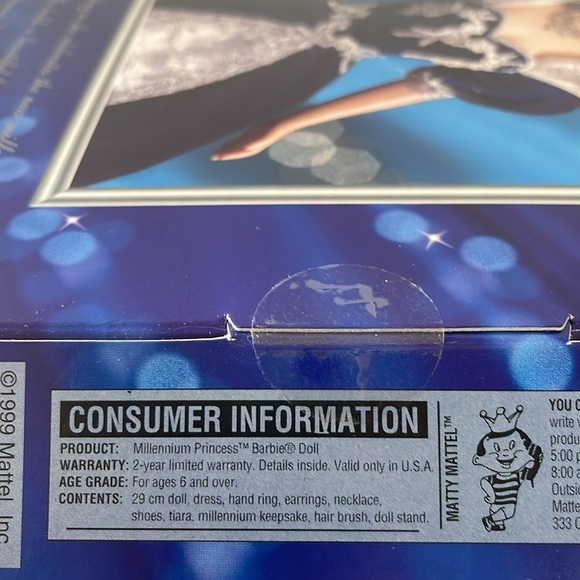 ©1999 Mattel, Inc
CONSUMER INFORMATION
PRODUCT: Millennium Princess™ Barbie® Doll
WARRANTY: 2-year limited warranty. Details inside. Valid only in U.S.A.
AGE GRADE: For ages 6 and over.
CONTENTS: 29 cm doll, dress, hand ring, earrings, necklace,
shoes, tiara, millennium keepsake, hair brush, doll stand.
MATTY MATTEL™
YOU C
write
5:00 p
8:00 a
Outsid
Matte
333 C